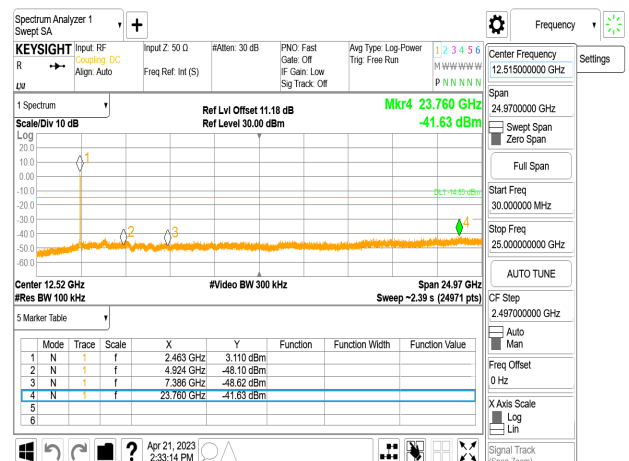 Spectrum Analyzer 1
Swept SA
Frequency
KEYSIGHT
R
Input: RF
Coupling: DC
Align: Auto
Input Z: 50 Ω
Freq Ref: Int (S)
#Atten: 30 dB
PNO: Fast
Gate: Off
IF Gain: Low
Sig Track: Off
Avg Type: Log-Power
Trig: Free Run
1 2 3 4 5 6
M W W W W W
P N N N N N
1 Spectrum
Scale/Div 10 dB
Ref Lvl Offset 11.18 dB
Ref Level 30.00 dBm
Mkr4 23.760 GHz
-41.63 dBm
Log
20.0
10.0
0.00
-10.0
-20.0
-30.0
-40.0
-50.0
-60.0
1
2
3
4
Center 12.52 GHz
#Res BW 100 kHz
#Video BW 300 kHz
Span 24.97 GHz
Sweep ~2.39 s (24971 pts)
5 Marker Table
Mode Trace Scale X Y Function Function Width Function Value
1 N 1 f 2.463 GHz 3.110 dBm
2 N 1 f 4.924 GHz -48.10 dBm
3 N 1 f 7.386 GHz -48.62 dBm
4 N 1 f 23.760 GHz -41.63 dBm
5
6
?
Apr 21, 2023
2:33:14 PM
Center Frequency
12.515000000 GHz
Settings
Span
24.9700000 GHz
Swept Span
Zero Span
Full Span
Start Freq
30.000000 MHz
Stop Freq
25.000000000 GHz
AUTO TUNE
CF Step
2.497000000 GHz
Auto
Man
Freq Offset
0 Hz
X Axis Scale
Log
Lin
Signal Track